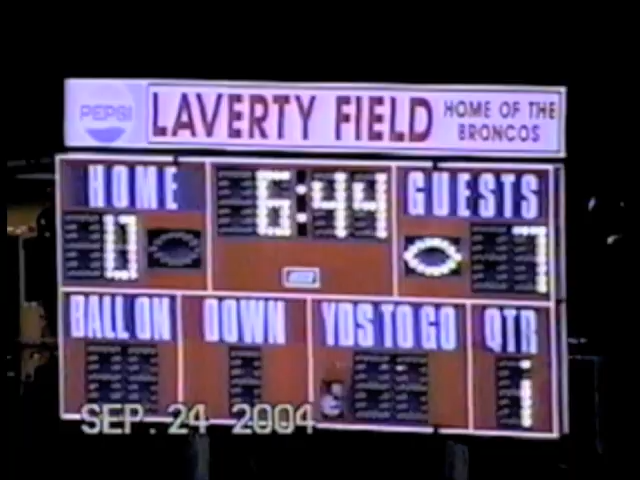 PEPSI
LAVERTY FIELD
HOME OF THE
BRONCOS
HOME 6:44 GUESTS
0 7
BALL ON DOWN YDS TO GO QTR
1
SEP. 24 2004